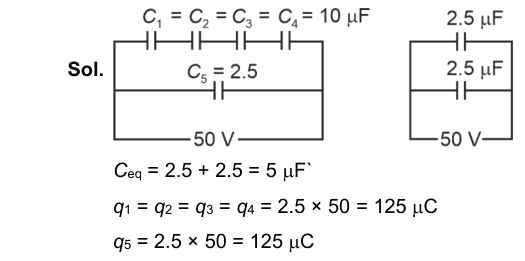 C₁ = C₂ = C₃ = C₄ = 10 μF
2.5 μF
Sol.
C₅ = 2.5
2.5 μF
50 V
50 V
Ceq = 2.5 + 2.5 = 5 μF`
q1 = q2 = q3 = q4 = 2.5 × 50 = 125 μC
q5 = 2.5 × 50 = 125 μC